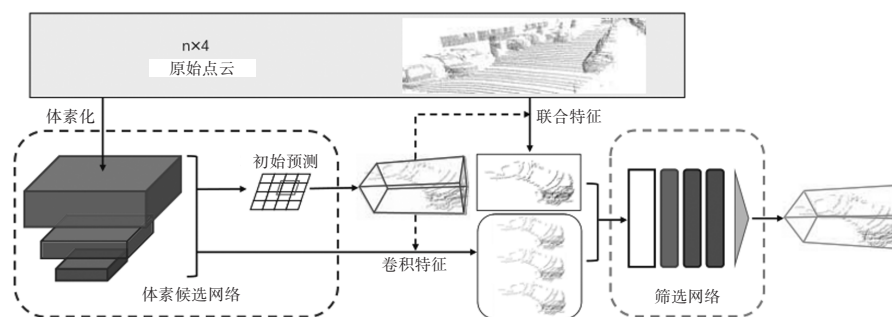 n×4
原始点云
体素化
联合特征
初始预测
卷积特征
体素候选网络
筛选网络